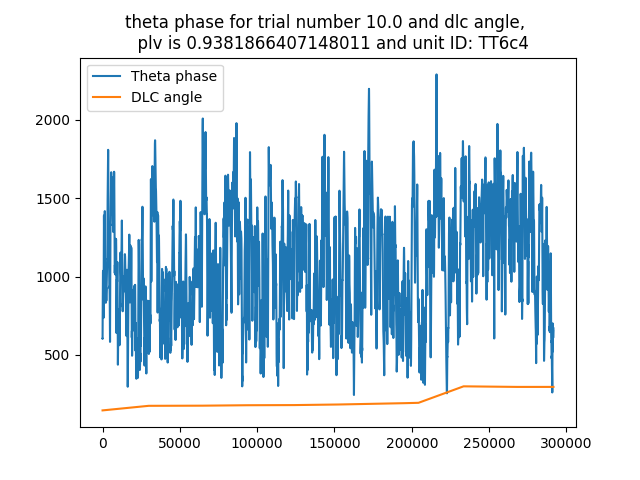 theta phase for trial number 10.0 and dlc angle,
plv is 0.9381866407148011 and unit ID: TT6c4
Theta phase
DLC angle
2000
1500
1000
500
0
50000
100000
150000
200000
250000
300000